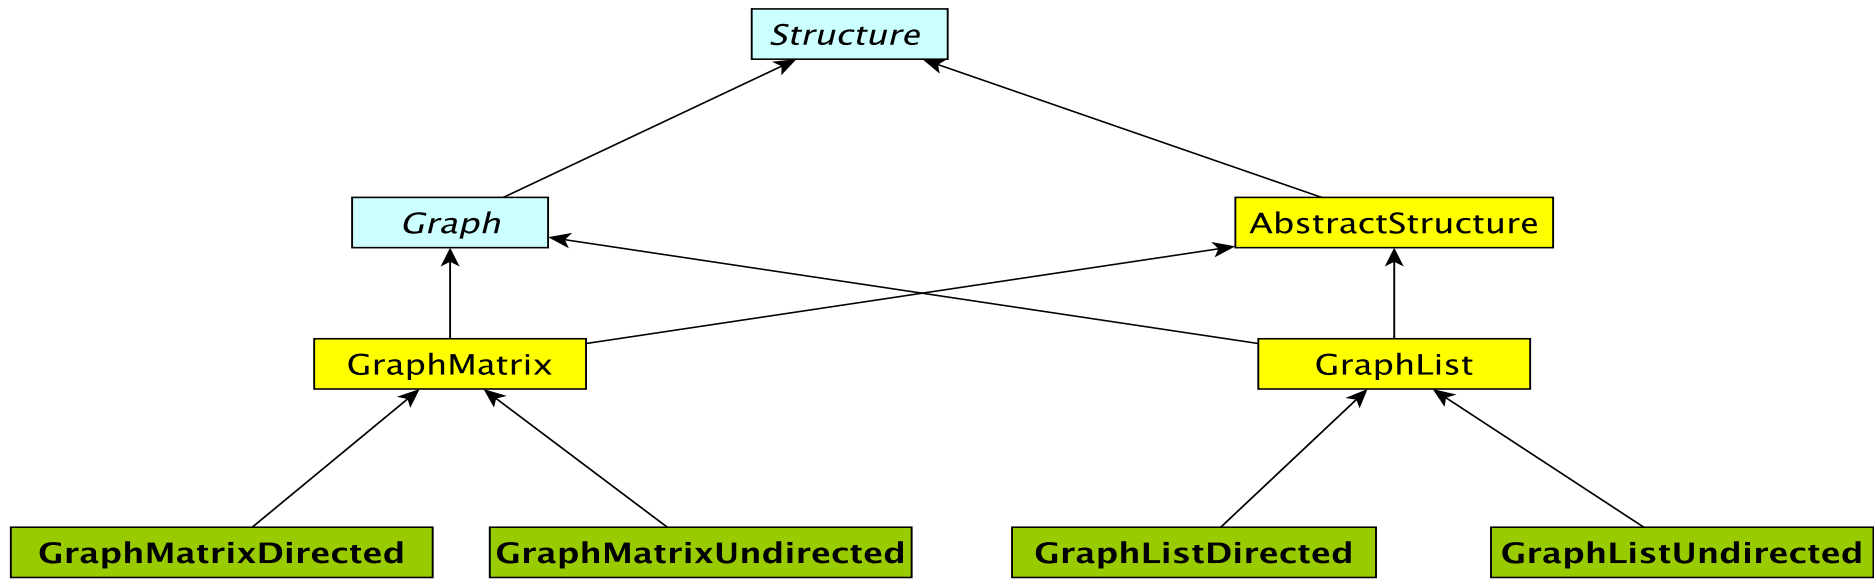 Structure
Graph
AbstractStructure
GraphMatrix
GraphList
GraphMatrixDirected
GraphMatrixUndirected
GraphListDirected
GraphListUndirected